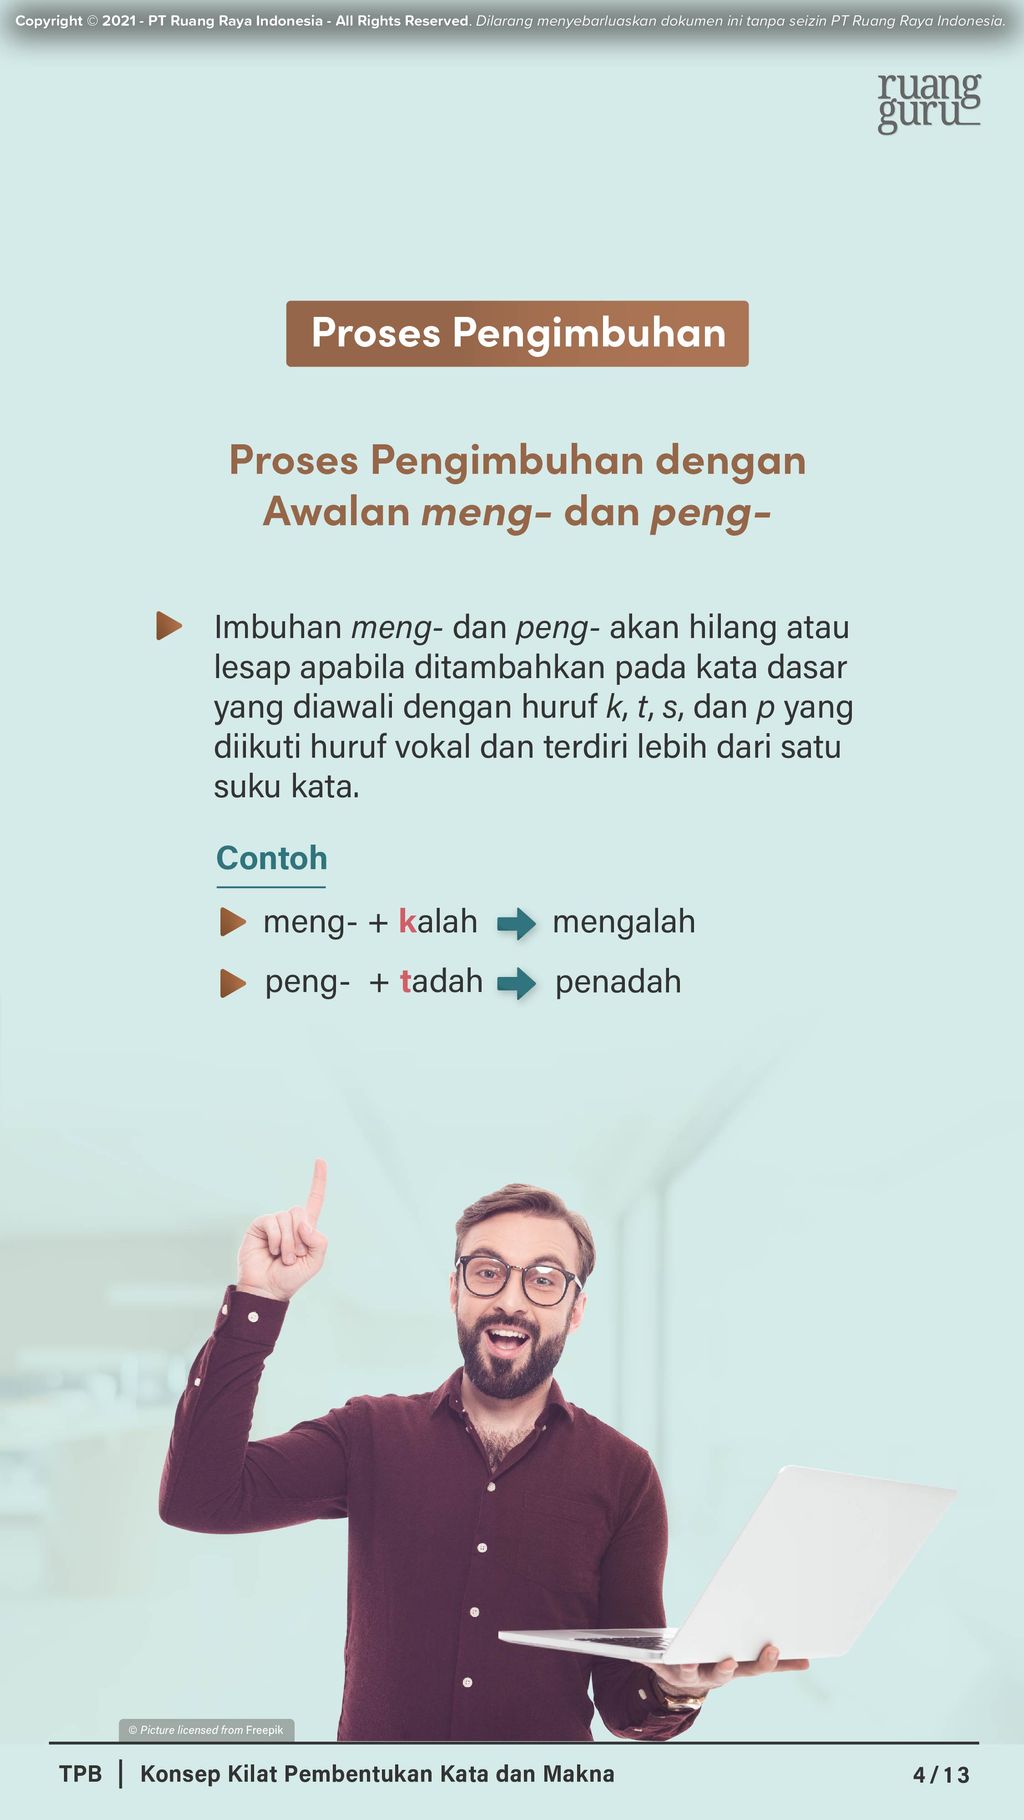 Copyright © 2021 - PT Ruang Raya Indonesia - All Rights Reserved. Dilarang menyebarluaskan dokumen ini tanpa seizin PT Ruang Raya Indonesia.
ruang
guru
Proses Pengimbuhan
Proses Pengimbuhan dengan
Awalan meng- dan peng-
Imbuhan meng- dan peng- akan hilang atau
lesap apabila ditambahkan pada kata dasar
yang diawali dengan huruf k, t, s, dan p yang
diikuti huruf vokal dan terdiri lebih dari satu
suku kata.
Contoh
meng- + kalah ➡ mengalah
peng- + tadah ➡ penadah
© Picture licensed from Freepik
TPB | Konsep Kilat Pembentukan Kata dan Makna 4 / 13